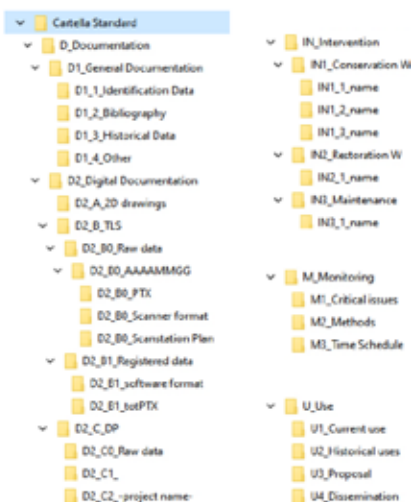 Cartella Standard
D_Documentation
D1_General Documentation
D1_1_Identification Data
D1_2_Bibliography
D1_3_Historical Data
D1_4_Other
D2_Digital Documentation
D2_A_2D drawings
D2_B_TLS
D2_B0_Raw data
D2_B0_AAAAMMGG
D2_B0_PTX
D2_B0_Scanner format
D2_B0_Scanstation Plan
D2_B1_Registered data
D2_B1_software format
D2_B1_totPTX
D2_C_DP
D2_C0_Raw data
D2_C1_
D2_C2_-project name-
IN_Intervention
IN1_Conservation W
IN1_1_name
IN1_2_name
IN1_3_name
IN2_Restoration W
IN2_1_name
IN3_Maintenance
IN3_1_name
M_Monitoring
M1_Critical issues
M2_Methods
M3_Time Schedule
U_Use
U1_Current use
U2_Historical uses
U3_Proposal
U4_Dissemination